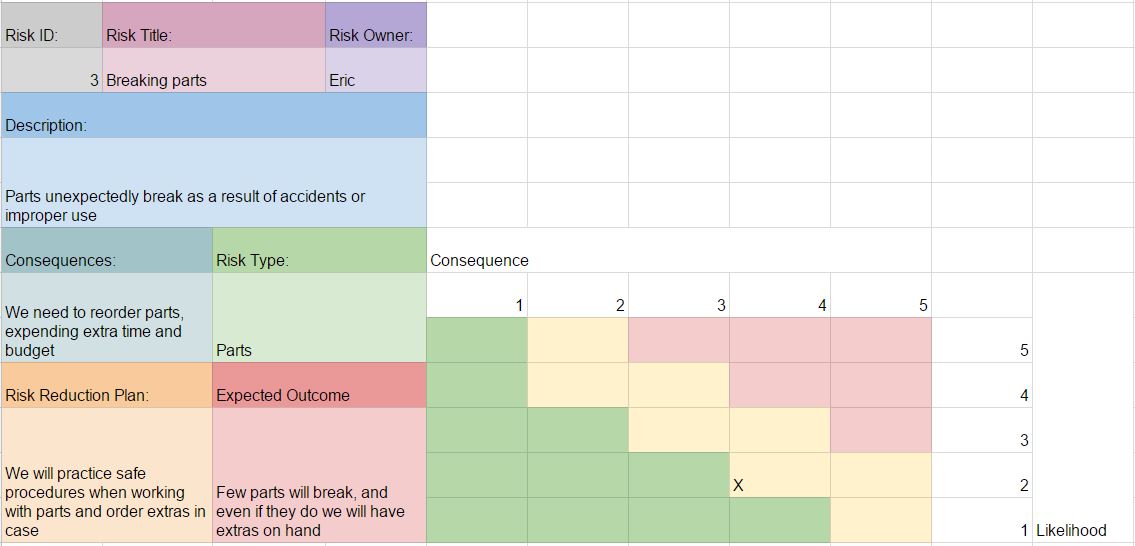 Risk ID: Risk Title: Risk Owner:
3 Breaking parts Eric
Description:
Parts unexpectedly break as a result of accidents or
improper use
Consequences: Risk Type: Consequence
1 2 3 4 5
We need to reorder parts,
expending extra time and
budget
Parts
5
Risk Reduction Plan: Expected Outcome
4
3
We will practice safe
procedures when working
with parts and order extras in
case
Few parts will break, and
even if they do we will have
extras on hand
X
2
1 Likelihood